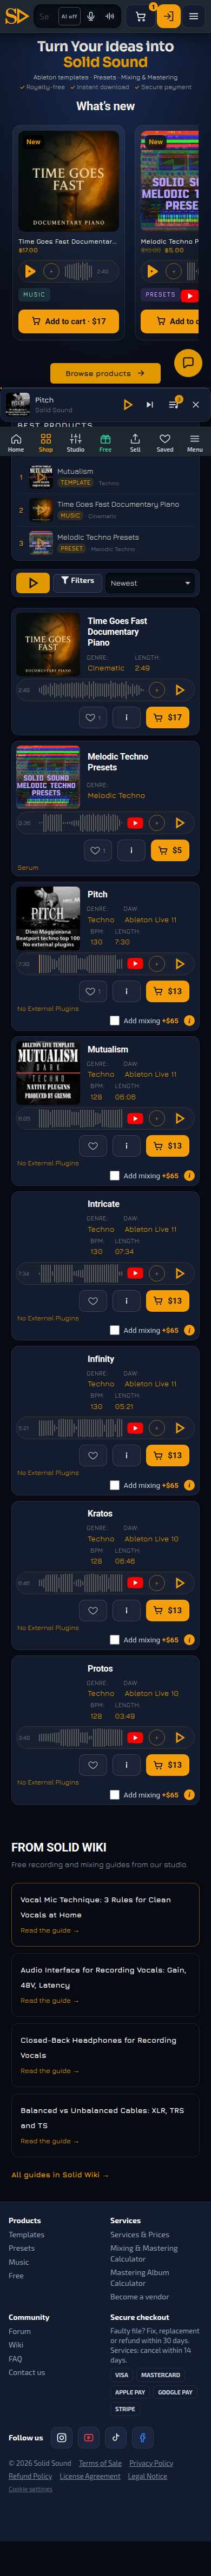 SD
Se
AI off
1
Turn Your Ideas Into
Solid Sound
Ableton templates · Presets · Mixing & Mastering
✓ Royalty-free ✓ Instant download ✓ Secure payment
What's new
New
TIME GOES
FAST
DOCUMENTARY PIANO
Time Goes Fast Documentar...
$17.00
2:49
MUSIC
Add to cart · $17
New
SOLID SOUND
MELODIC TECHNO
PRESETS
Melodic Techno P
$5.00
PRESETS
Add to c
Browse products →
Pitch
Solid Sound
BEST PRODUCTS
Home
Shop
Studio
Free
Sell
Saved
Menu
1
Mutualism
TEMPLATE Techno
2
Time Goes Fast Documentary Piano
MUSIC Cinematic
3
Melodic Techno Presets
PRESET Melodic Techno
Filters
Newest
TIME GOES
FAST
DOCUMENTARY PIANO
Time Goes Fast
Documentary
Piano
GENRE: LENGTH:
Cinematic 2:49
2:49
1
i
$17
SOLID SOUND
MELODIC TECHNO
PRESETS
Melodic Techno
Presets
GENRE:
Melodic Techno
0:36
1
i
$5
Serum
PITCH
Dino Maggiorana
Beatport techno top 100
No external plugins
Pitch
GENRE: DAW:
Techno Ableton Live 11
BPM: LENGTH:
130 7:30
7:30
1
i
$13
No External Plugins
Add mixing +$65 i
ABLETON LIVE TEMPLATE
MUTUALISM
DARK
TECHNO
NATIVE PLUGINS
PRODUCED BY GRENOR
Mutualism
GENRE: DAW:
Techno Ableton Live 11
BPM: LENGTH:
128 06:06
6:05
i
$13
No External Plugins
Add mixing +$65 i
Intricate
GENRE: DAW:
Techno Ableton Live 11
BPM: LENGTH:
130 07:34
7:34
i
$13
No External Plugins
Add mixing +$65 i
Infinity
GENRE: DAW:
Techno Ableton Live 11
BPM: LENGTH:
130 05:21
5:21
i
$13
No External Plugins
Add mixing +$65 i
Kratos
GENRE: DAW:
Techno Ableton Live 10
BPM: LENGTH:
128 06:46
6:46
i
$13
No External Plugins
Add mixing +$65 i
Protos
GENRE: DAW:
Techno Ableton Live 10
BPM: LENGTH:
128 03:49
3:49
i
$13
No External Plugins
Add mixing +$65 i
FROM SOLID WIKI
Free recording and mixing guides from our studio.
Vocal Mic Technique: 3 Rules for Clean
Vocals at Home
Read the guide →
Audio Interface for Recording Vocals: Gain,
48V, Latency
Read the guide →
Closed-Back Headphones for Recording
Vocals
Read the guide →
Balanced vs Unbalanced Cables: XLR, TRS
and TS
Read the guide →
All guides in Solid Wiki →
Products
Templates
Presets
Music
Free
Services
Services & Prices
Mixing & Mastering
Calculator
Mastering Album
Calculator
Become a vendor
Community
Forum
Wiki
FAQ
Contact us
Secure checkout
Faulty file? Fix, replacement
or refund within 30 days.
Services: cancel within 14
days.
VISA MASTERCARD
APPLE PAY GOOGLE PAY
STRIPE
Follow us
© 2026 Solid Sound Terms of Sale Privacy Policy
Refund Policy License Agreement Legal Notice
Cookie settings